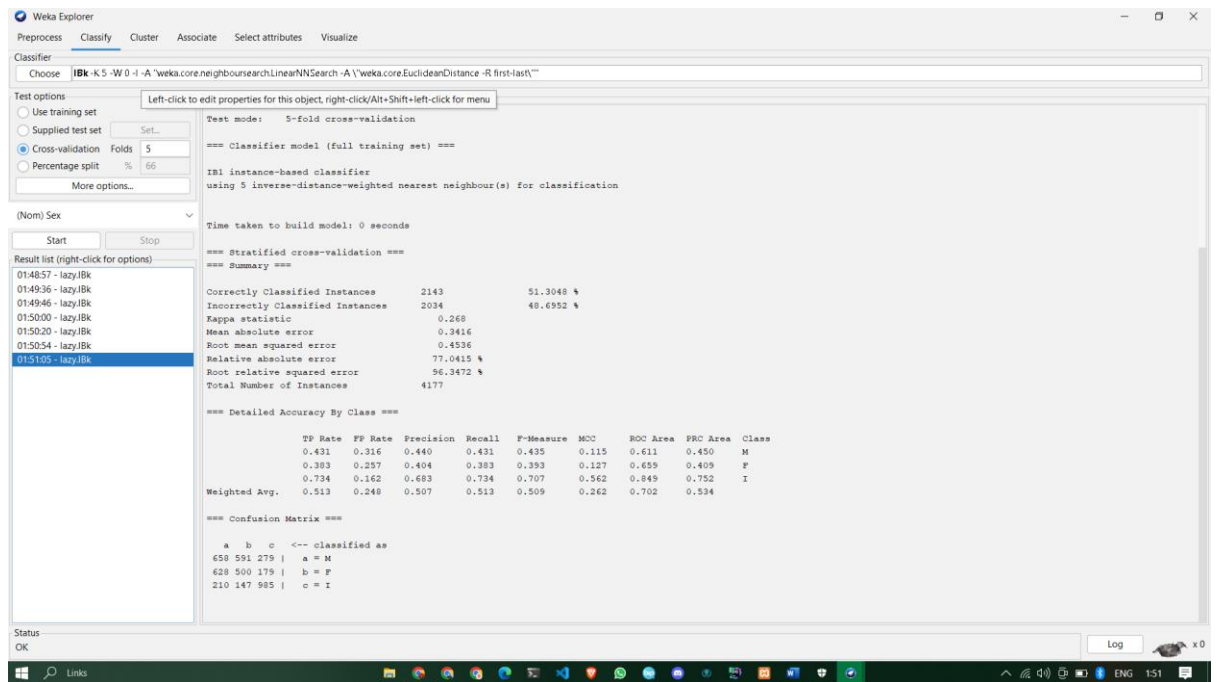 Weka Explorer
Preprocess Classify Cluster Associate Select attributes Visualize
Classifier
Choose IBk -K 5 -W 0 -I -A "weka.core.neighboursearch.LinearNNSearch -A \"weka.core.EuclideanDistance -R first-last\""
Left-click to edit properties for this object, right-click/Alt+Shift+left-click for menu
Test options
Use training set
Supplied test set Set...
Cross-validation Folds 5
Percentage split % 66
More options...
(Nom) Sex
Start Stop
Result list (right-click for options)
01:48:57 - lazy.IBk
01:49:36 - lazy.IBk
01:49:46 - lazy.IBk
01:50:00 - lazy.IBk
01:50:20 - lazy.IBk
01:50:54 - lazy.IBk
01:51:05 - lazy.IBk
Test mode: 5-fold cross-validation
=== Classifier model (full training set) ===
IB1 instance-based classifier
using 5 inverse-distance-weighted nearest neighbour(s) for classification
Time taken to build model: 0 seconds
=== Stratified cross-validation ===
=== Summary ===
Correctly Classified Instances 2143 51.3048 %
Incorrectly Classified Instances 2034 48.6952 %
Kappa statistic 0.268
Mean absolute error 0.3416
Root mean squared error 0.4536
Relative absolute error 77.0415 %
Root relative squared error 96.3472 %
Total Number of Instances 4177
=== Detailed Accuracy By Class ===
TP Rate FP Rate Precision Recall F-Measure MCC ROC Area PRC Area Class
0.431 0.316 0.440 0.431 0.435 0.115 0.611 0.450 M
0.383 0.257 0.404 0.383 0.393 0.127 0.659 0.409 F
0.734 0.162 0.683 0.734 0.707 0.562 0.849 0.752 I
Weighted Avg. 0.513 0.248 0.507 0.513 0.509 0.262 0.702 0.534
=== Confusion Matrix ===
a b c <-- classified as
658 591 279 | a = M
628 500 179 | b = F
210 147 985 | c = I
Status
OK
Log x 0
Links
ENG 1:51